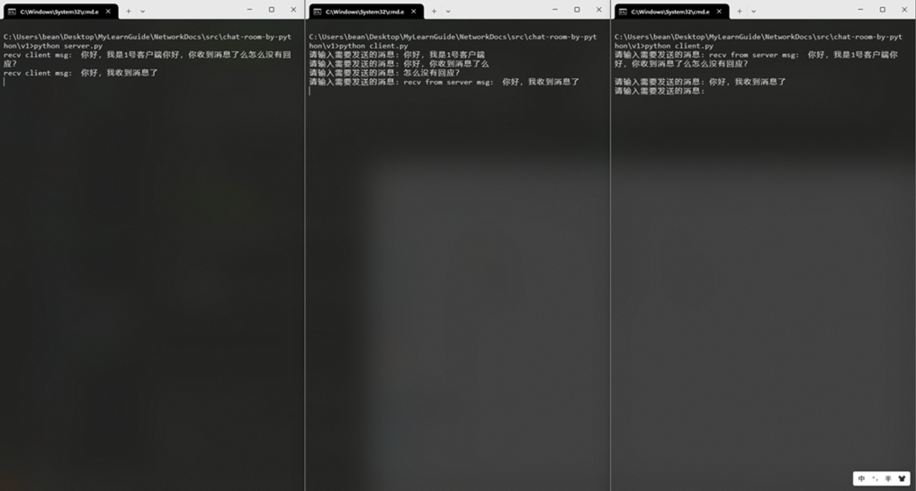 C:\Windows\System32\cmd.e
C:\Users\bean\Desktop\MyLearnGuide\NetworkDocs\src\chat-room-by-pyt
hon\v1>python server.py
recv client msg: 你好，我是1号客户端你好，你收到消息了么怎么没有回
应？
recv client msg: 你好，我收到消息了
C:\Windows\System32\cmd.e
C:\Users\bean\Desktop\MyLearnGuide\NetworkDocs\src\chat-room-by-pyt
hon\v1>python client.py
请输入需要发送的消息：你好，我是1号客户端
请输入需要发送的消息：你好，你收到消息了么
请输入需要发送的消息：怎么没有回应？
请输入需要发送的消息：recv from server msg: 你好，我收到消息了
C:\Windows\System32\cmd.e
C:\Users\bean\Desktop\MyLearnGuide\NetworkDocs\src\chat-room-by-pyt
hon\v1>python client.py
请输入需要发送的消息：recv from server msg: 你好，我是1号客户端你
好，你收到消息了么怎么没有回应？
请输入需要发送的消息：你好，我收到消息了
请输入需要发送的消息：
中